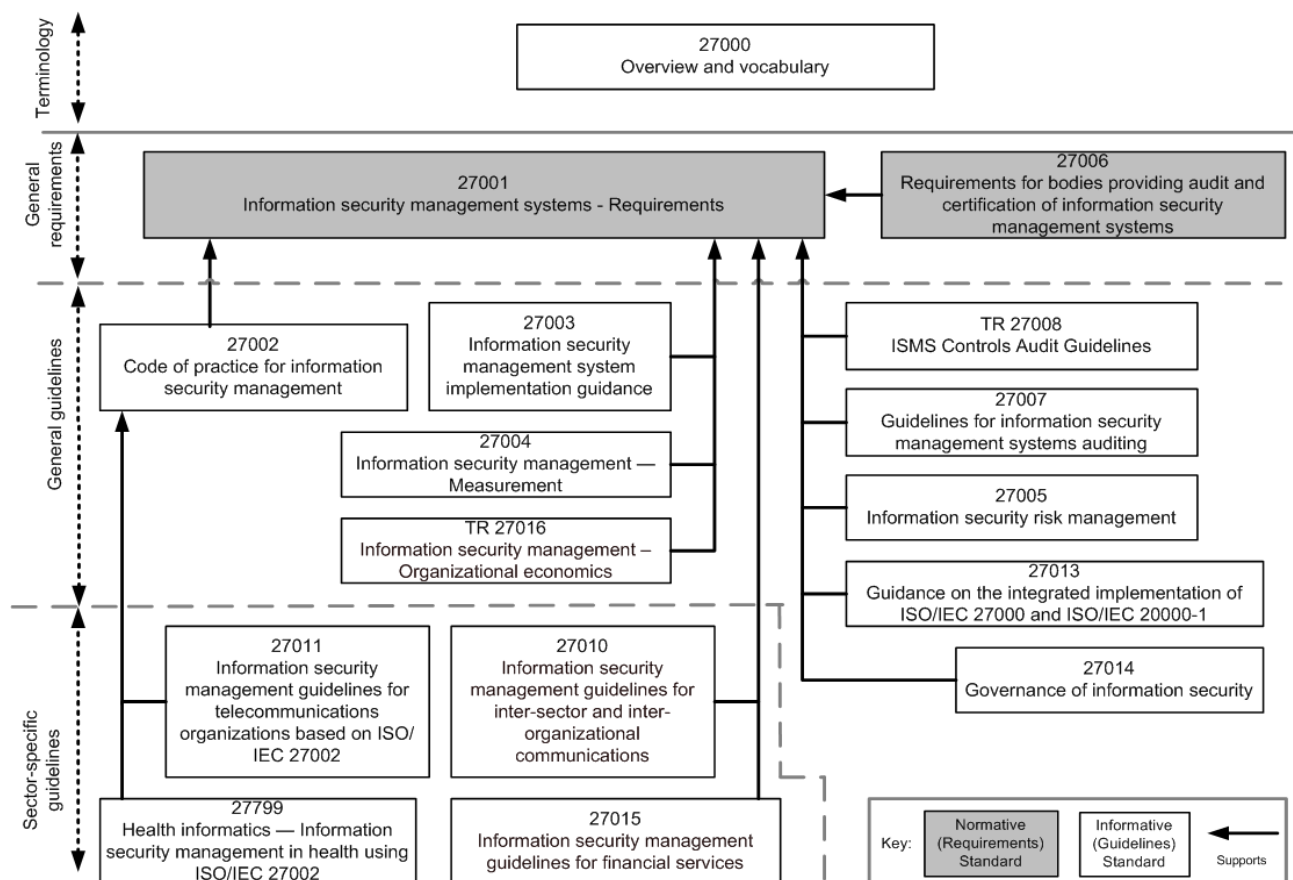 Terminology
27000
Overview and vocabulary
General
requirements
27001
Information security management systems - Requirements
27006
Requirements for bodies providing audit and
certification of information security
management systems
General guidelines
27002
Code of practice for information
security management
27003
Information security
management system
implementation guidance
27004
Information security management —
Measurement
TR 27016
Information security management –
Organizational economics
TR 27008
ISMS Controls Audit Guidelines
27007
Guidelines for information security
management systems auditing
27005
Information security risk management
27013
Guidance on the integrated implementation of
ISO/IEC 27000 and ISO/IEC 20000-1
27014
Governance of information security
Sector-specific
guidelines
27011
Information security
management guidelines for
telecommunications
organizations based on ISO/
IEC 27002
27010
Information security
management guidelines for
inter-sector and inter-
organizational
communications
27799
Health informatics — Information
security management in health using
ISO/IEC 27002
27015
Information security management
guidelines for financial services
Key:
Normative
(Requirements)
Standard
Informative
(Guidelines)
Standard
Supports